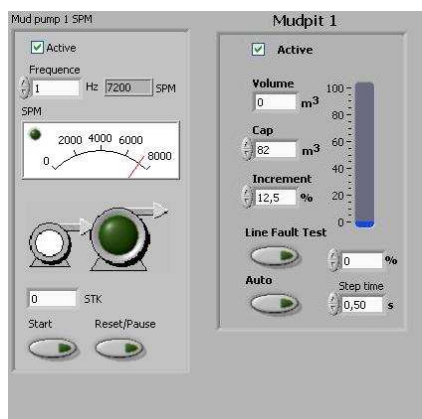 Mud pump 1 SPM
Active
Frequence
1 Hz 7200 SPM
SPM
0 2000 4000 6000 8000
0 STK
Start Reset/Pause
Mudpit 1
Active
Volume
0 m3
Cap
82 m3
Increment
12,5 %
100
80
60
40
20
0
Line Fault Test
0 %
Auto
Step time
0,50 s